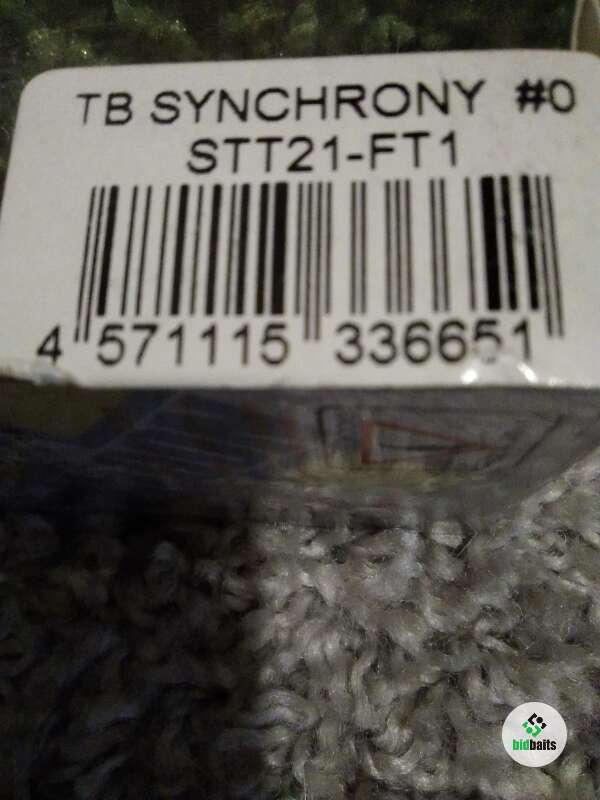 TB SYNCHRONY #0
STT21-FT1
4 571115 336651
bidbaits